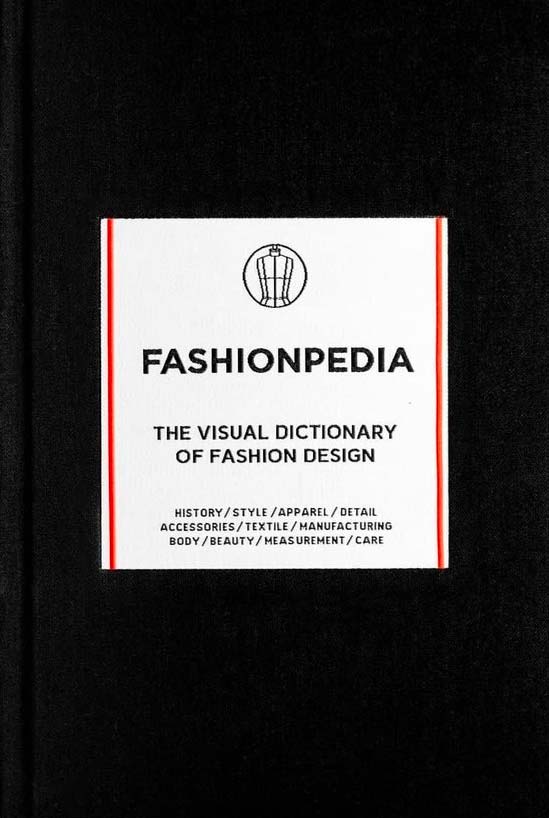 FASHIONPEDIA
THE VISUAL DICTIONARY
OF FASHION DESIGN
HISTORY/STYLE/APPAREL/DETAIL
ACCESSORIES/TEXTILE/MANUFACTURING
BODY/BEAUTY/MEASUREMENT/CARE